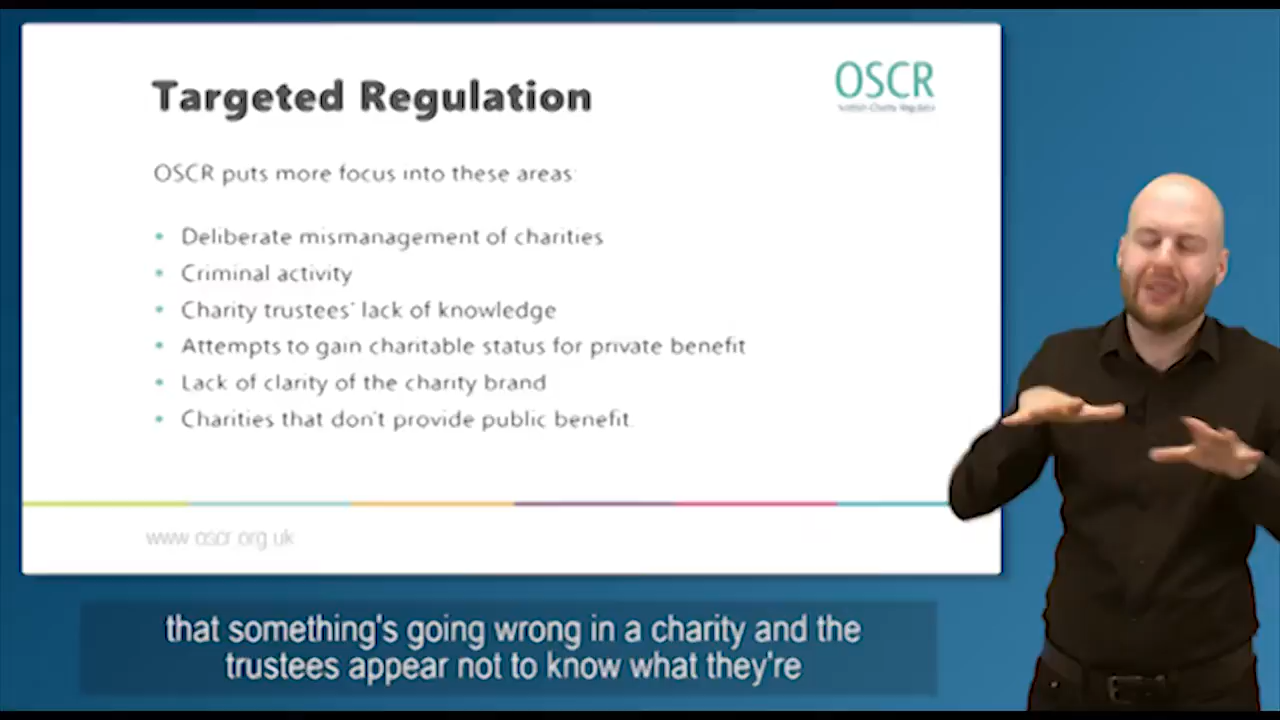 Targeted Regulation
OSCR
Scottish Charity Regulator
OSCR puts more focus into these areas:
• Deliberate mismanagement of charities
• Criminal activity
• Charity trustees' lack of knowledge
• Attempts to gain charitable status for private benefit
• Lack of clarity of the charity brand
• Charities that don't provide public benefit.
www.oscr.org.uk
that something's going wrong in a charity and the
trustees appear not to know what they're